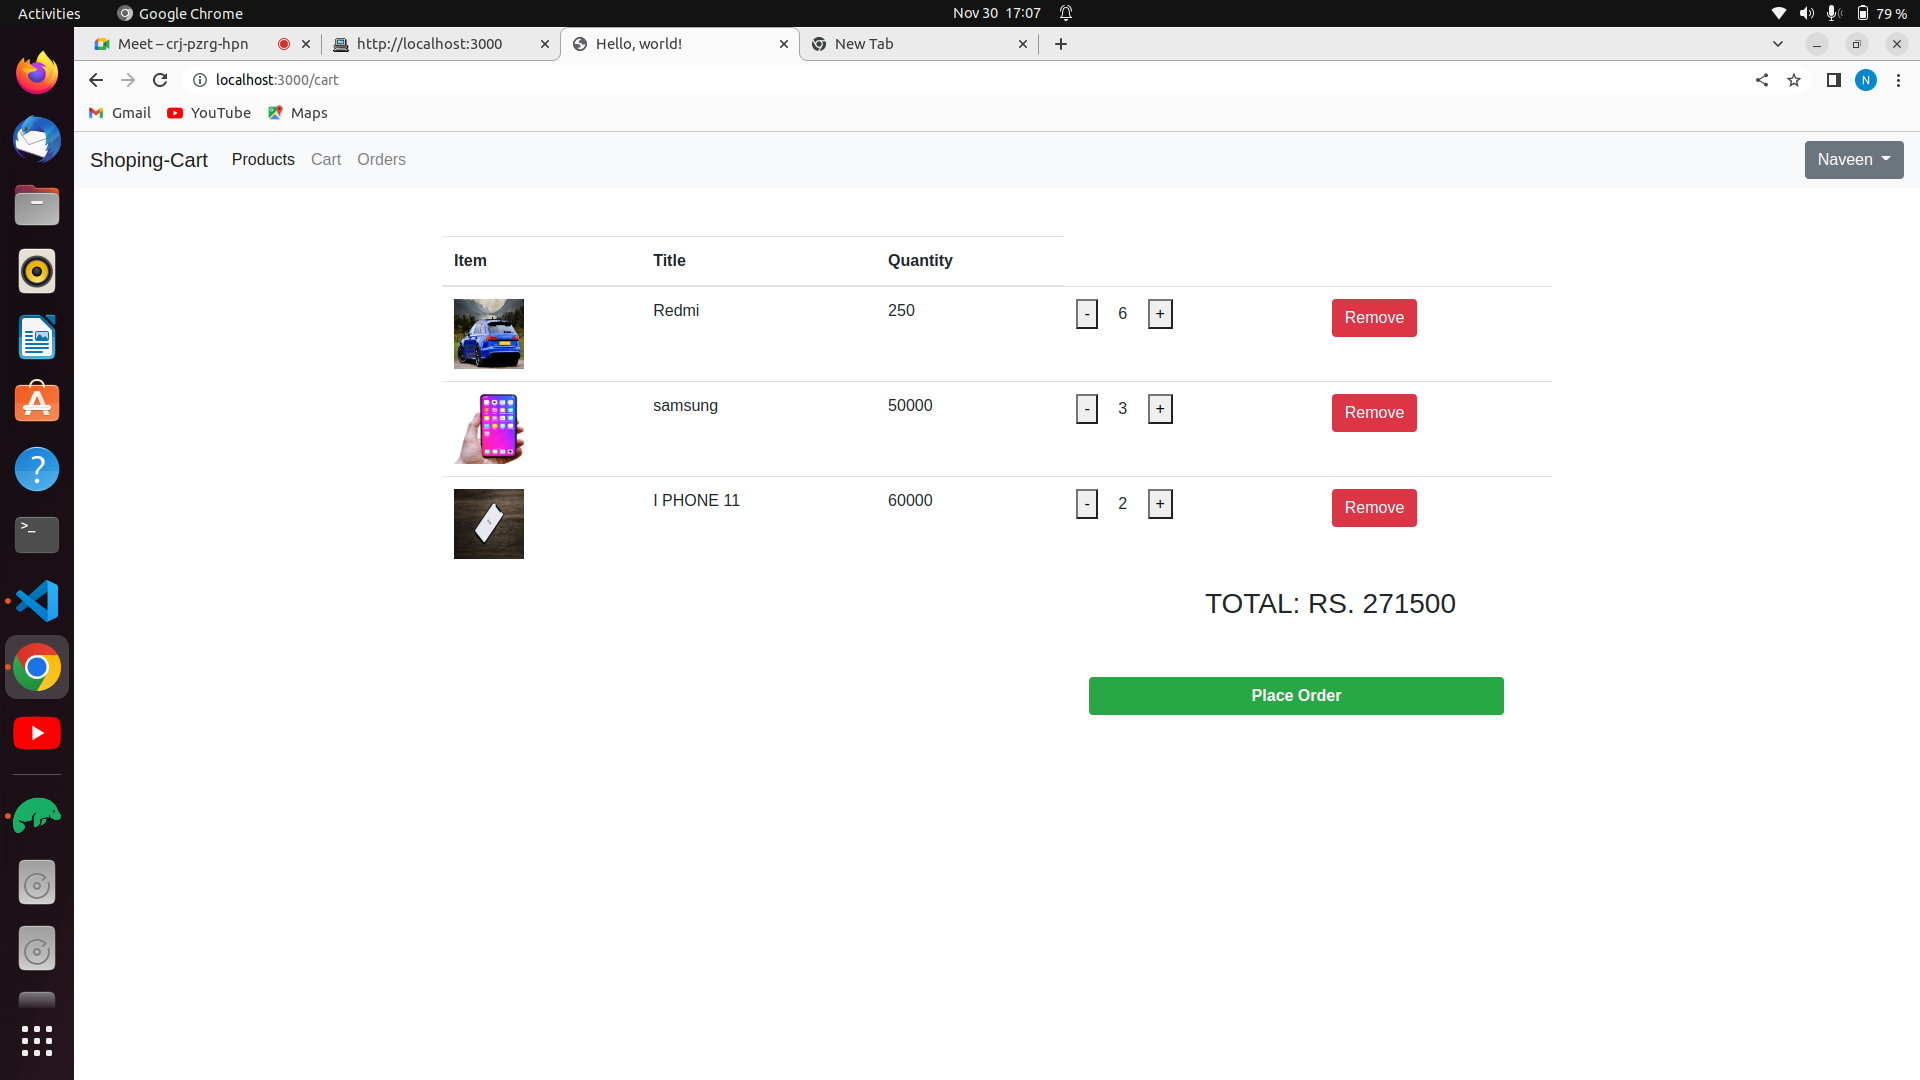 Activities Google Chrome Nov 30 17:07 79 %
Meet – crj-pzrg-hpn http://localhost:3000 Hello, world! New Tab
localhost:3000/cart N
Gmail YouTube Maps
Shoping-Cart Products Cart Orders Naveen
Item Title Quantity
Redmi 250 - 6 + Remove
samsung 50000 - 3 + Remove
I PHONE 11 60000 - 2 + Remove
TOTAL: RS. 271500
Place Order